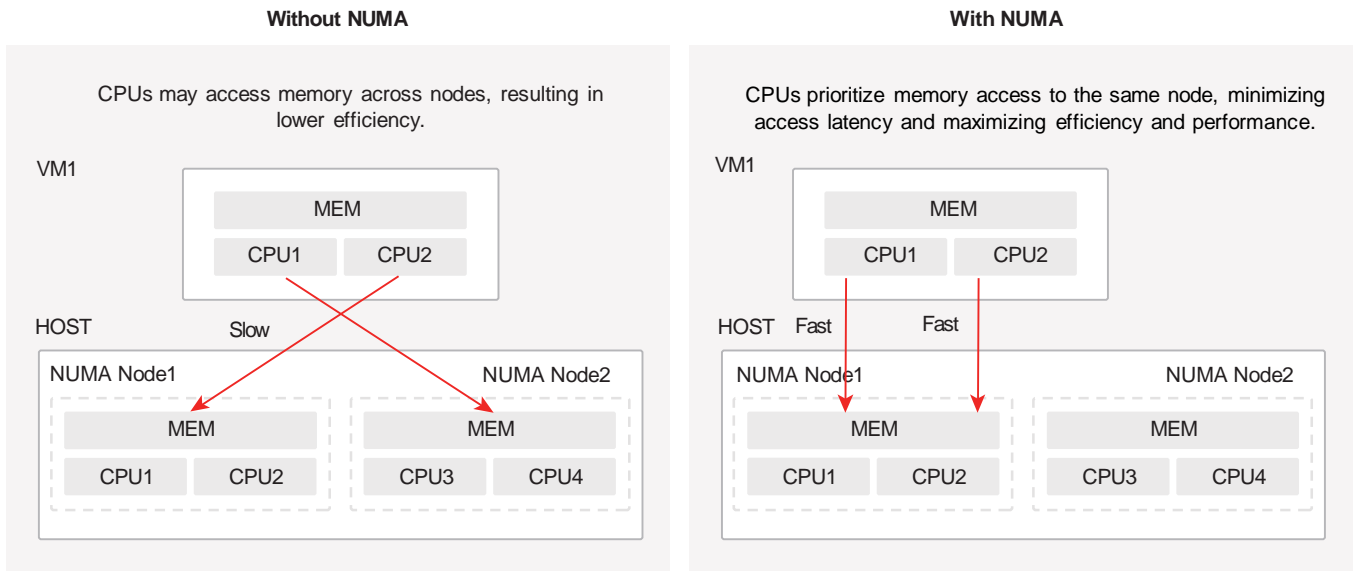 Without NUMA
CPUs may access memory across nodes, resulting in
lower efficiency.
VM1
MEM
CPU1 CPU2
HOST Slow
NUMA Node1 NUMA Node2
MEM MEM
CPU1 CPU2 CPU3 CPU4
With NUMA
CPUs prioritize memory access to the same node, minimizing
access latency and maximizing efficiency and performance.
VM1
MEM
CPU1 CPU2
HOST Fast Fast
NUMA Node1 NUMA Node2
MEM MEM
CPU1 CPU2 CPU3 CPU4